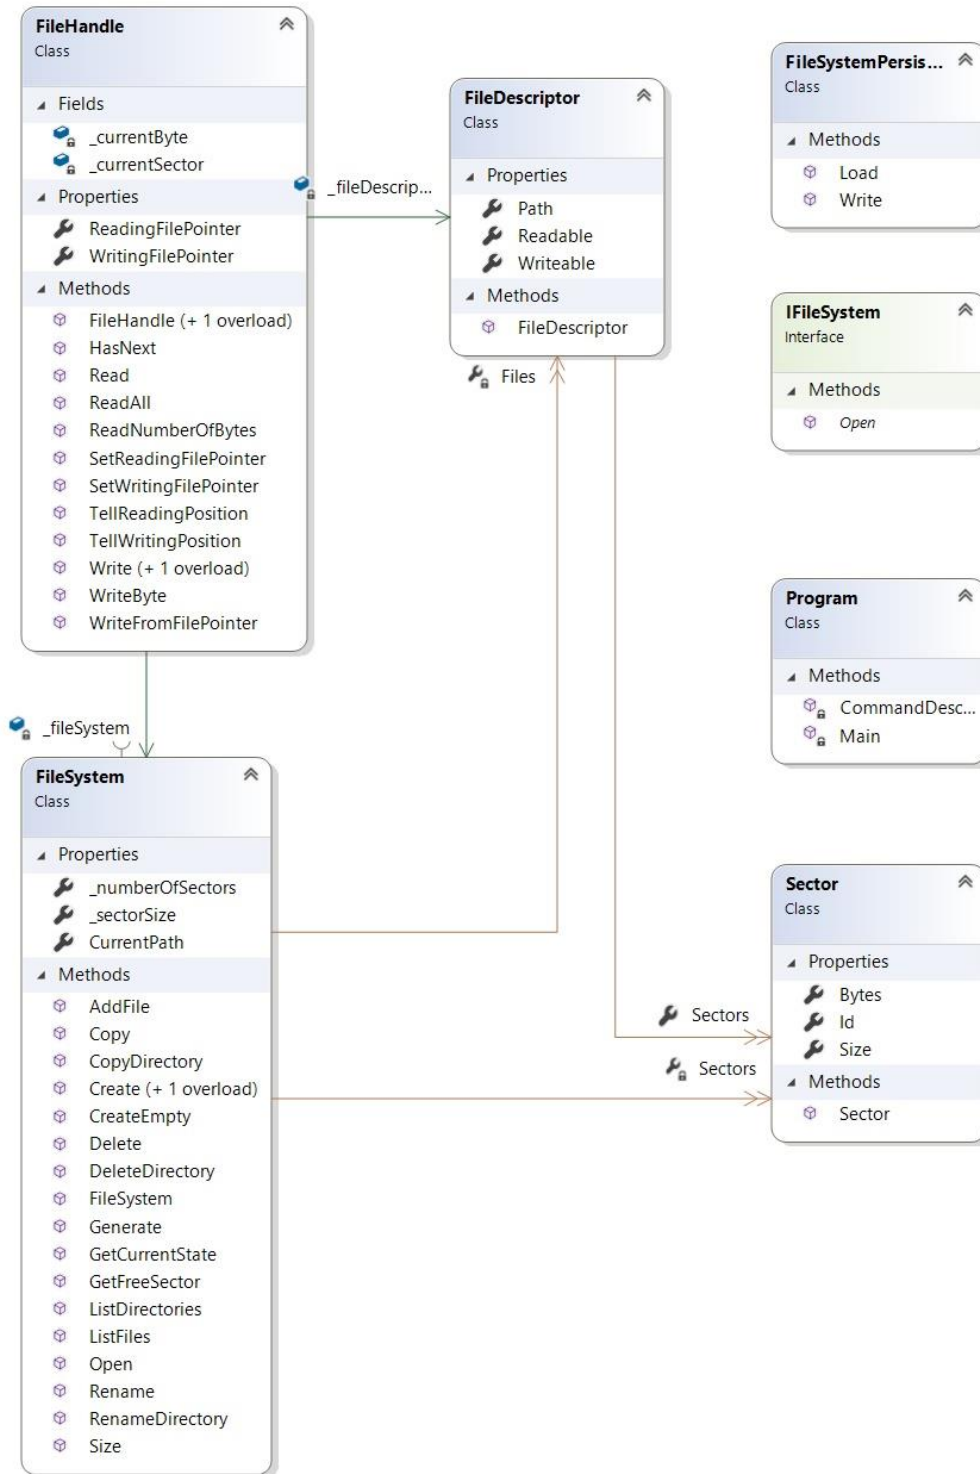 FileHandle
Class
Fields
_currentByte
_currentSector
Properties
ReadingFilePointer
WritingFilePointer
Methods
FileHandle (+ 1 overload)
HasNext
Read
ReadAll
ReadNumberOfBytes
SetReadingFilePointer
SetWritingFilePointer
TellReadingPosition
TellWritingPosition
Write (+ 1 overload)
WriteByte
WriteFromFilePointer
_fileDescrip...
FileDescriptor
Class
Properties
Path
Readable
Writeable
Methods
FileDescriptor
Files
_fileSystem
FileSystem
Class
Properties
_numberOfSectors
_sectorSize
CurrentPath
Methods
AddFile
Copy
CopyDirectory
Create (+ 1 overload)
CreateEmpty
Delete
DeleteDirectory
FileSystem
Generate
GetCurrentState
GetFreeSector
ListDirectories
ListFiles
Open
Rename
RenameDirectory
Size
Sectors
Sectors
FileSystemPersis...
Class
Methods
Load
Write
IFileSystem
Interface
Methods
Open
Program
Class
Methods
CommandDesc...
Main
Sector
Class
Properties
Bytes
Id
Size
Methods
Sector